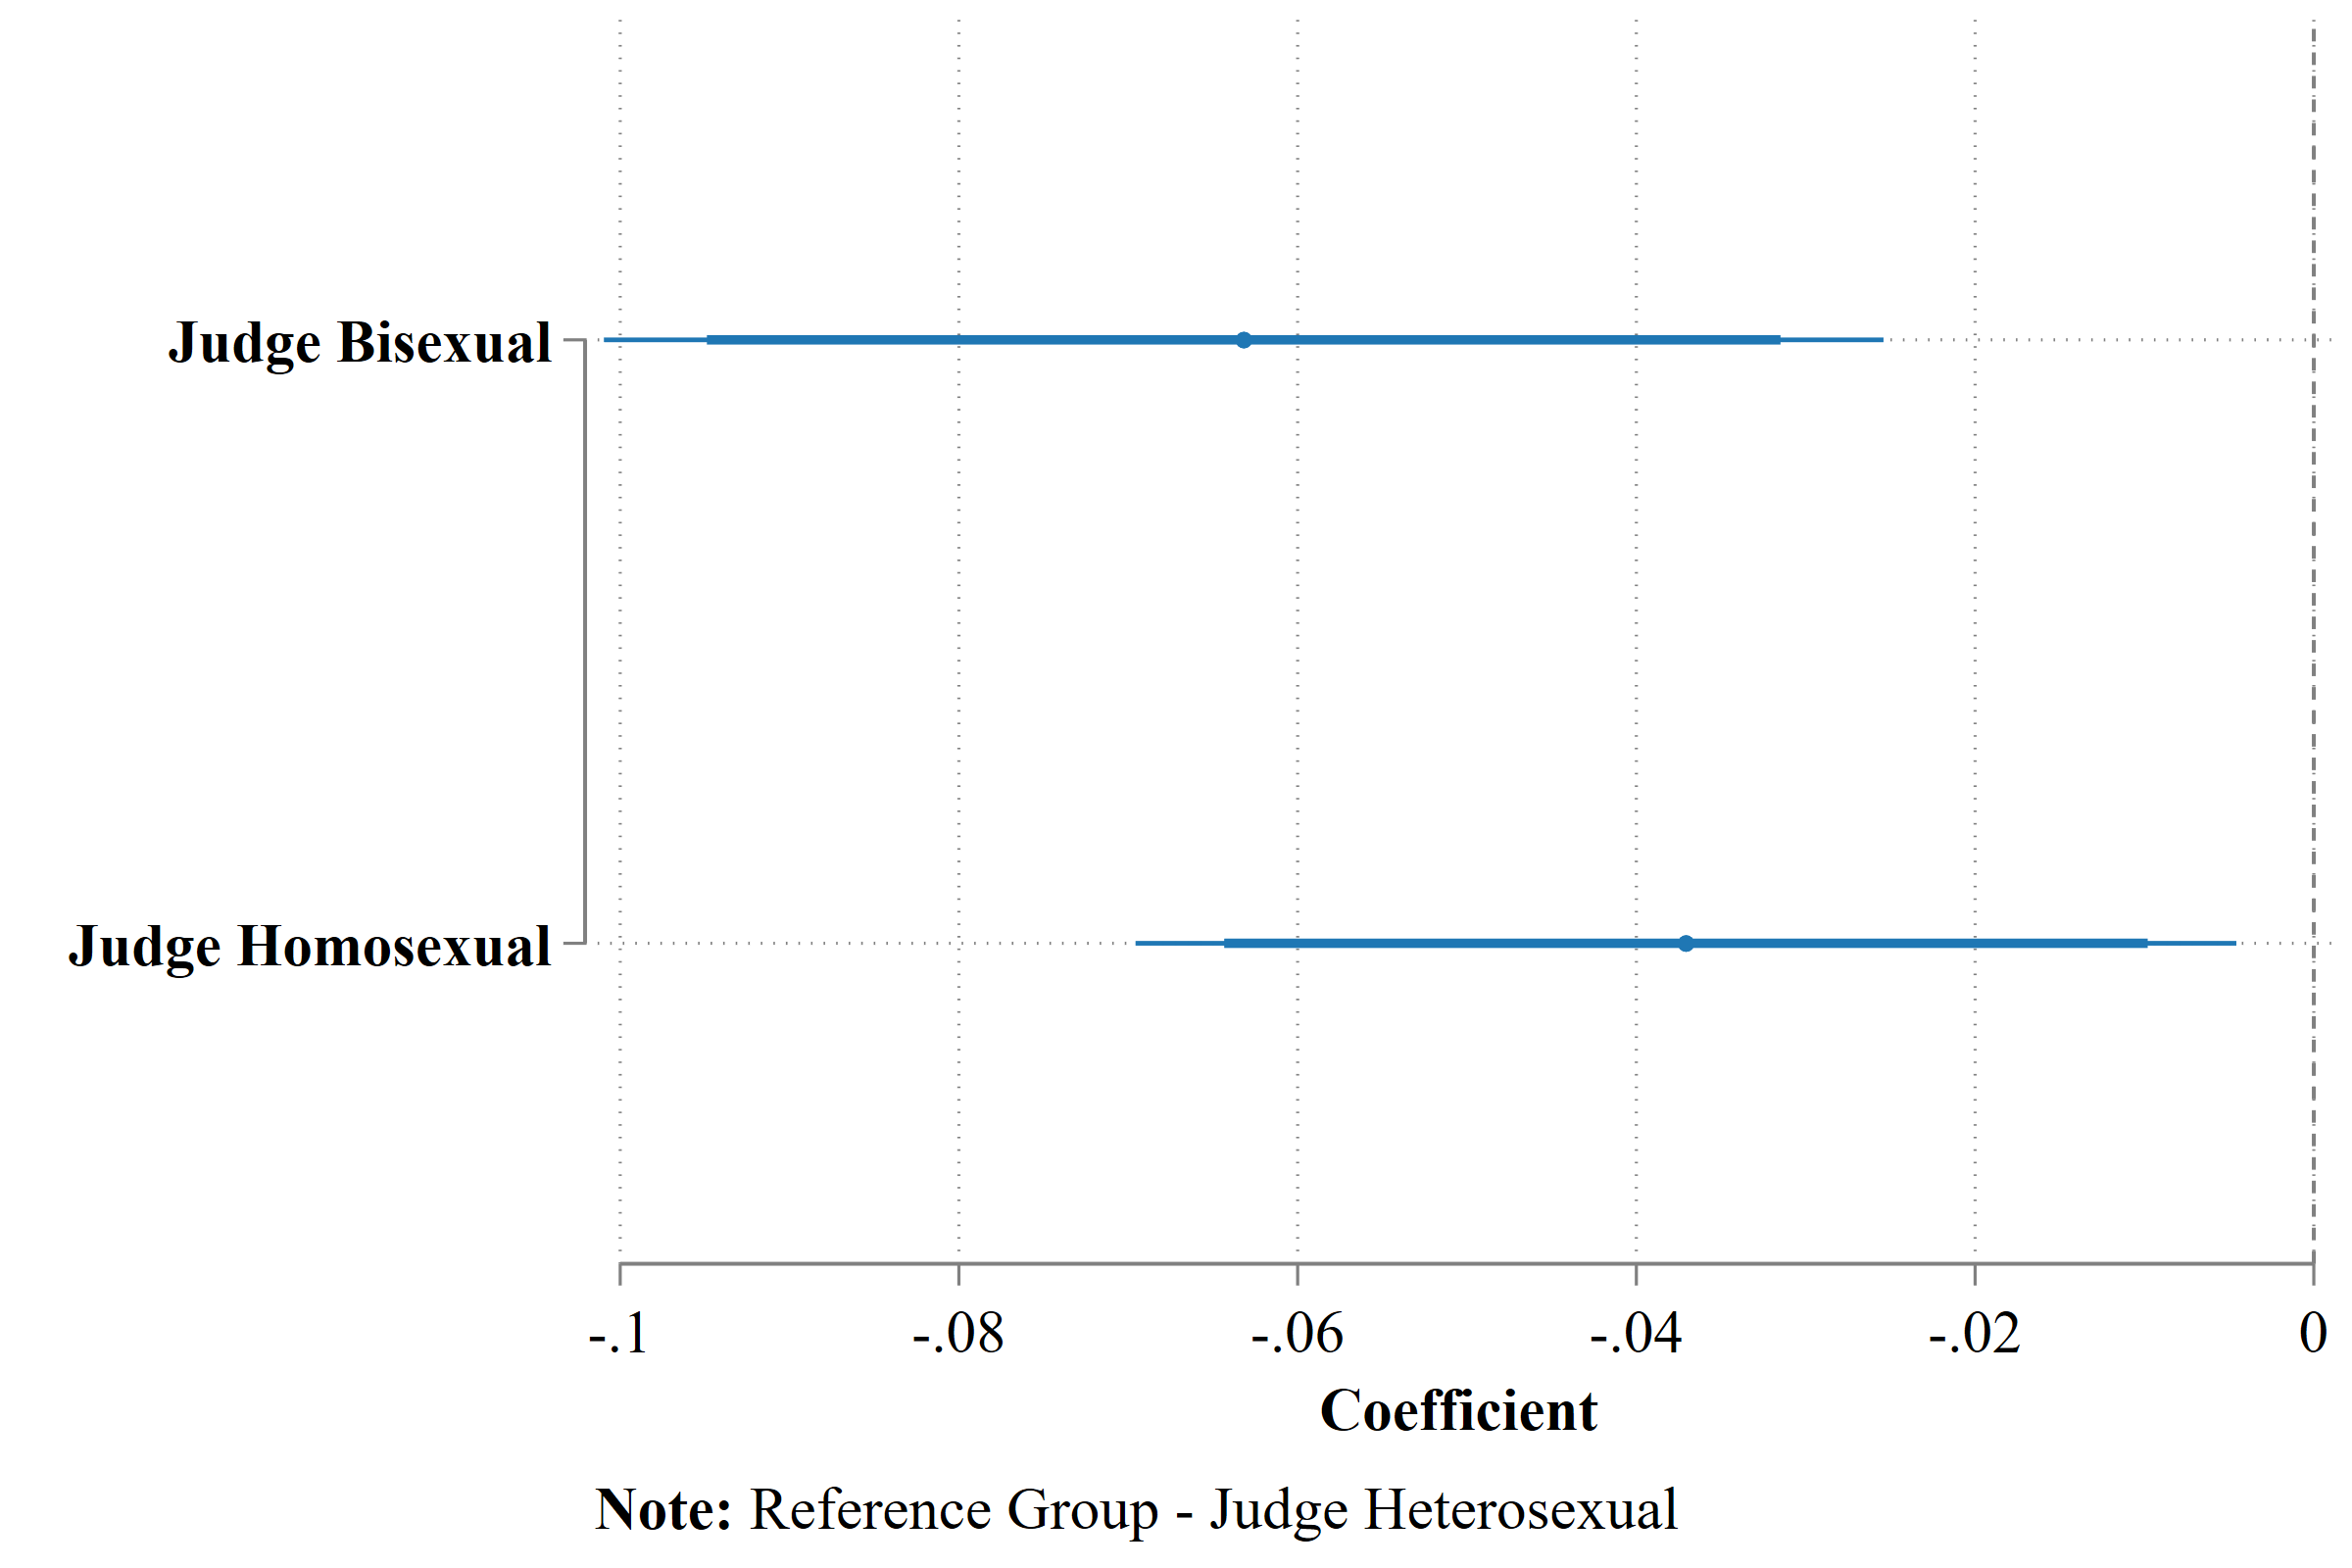 Judge Bisexual
Judge Homosexual
-.1 -.08 -.06 -.04 -.02 0
Coefficient
Note: Reference Group - Judge Heterosexual